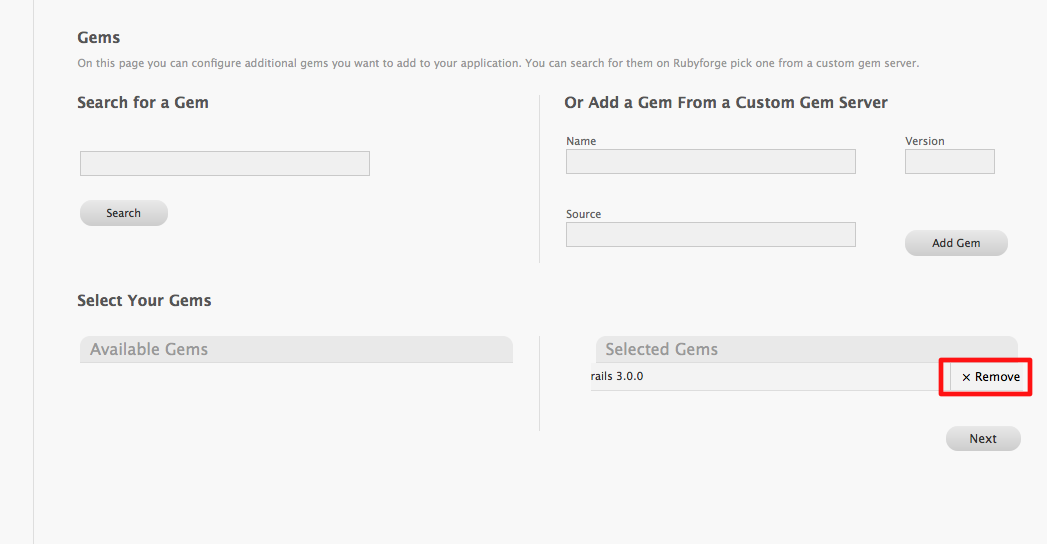 Gems
On this page you can configure additional gems you want to add to your application. You can search for them on Rubyforge pick one from a custom gem server.
Search for a Gem
Search
Or Add a Gem From a Custom Gem Server
Name
Version
Source
Add Gem
Select Your Gems
Available Gems
Selected Gems
rails 3.0.0
× Remove
Next